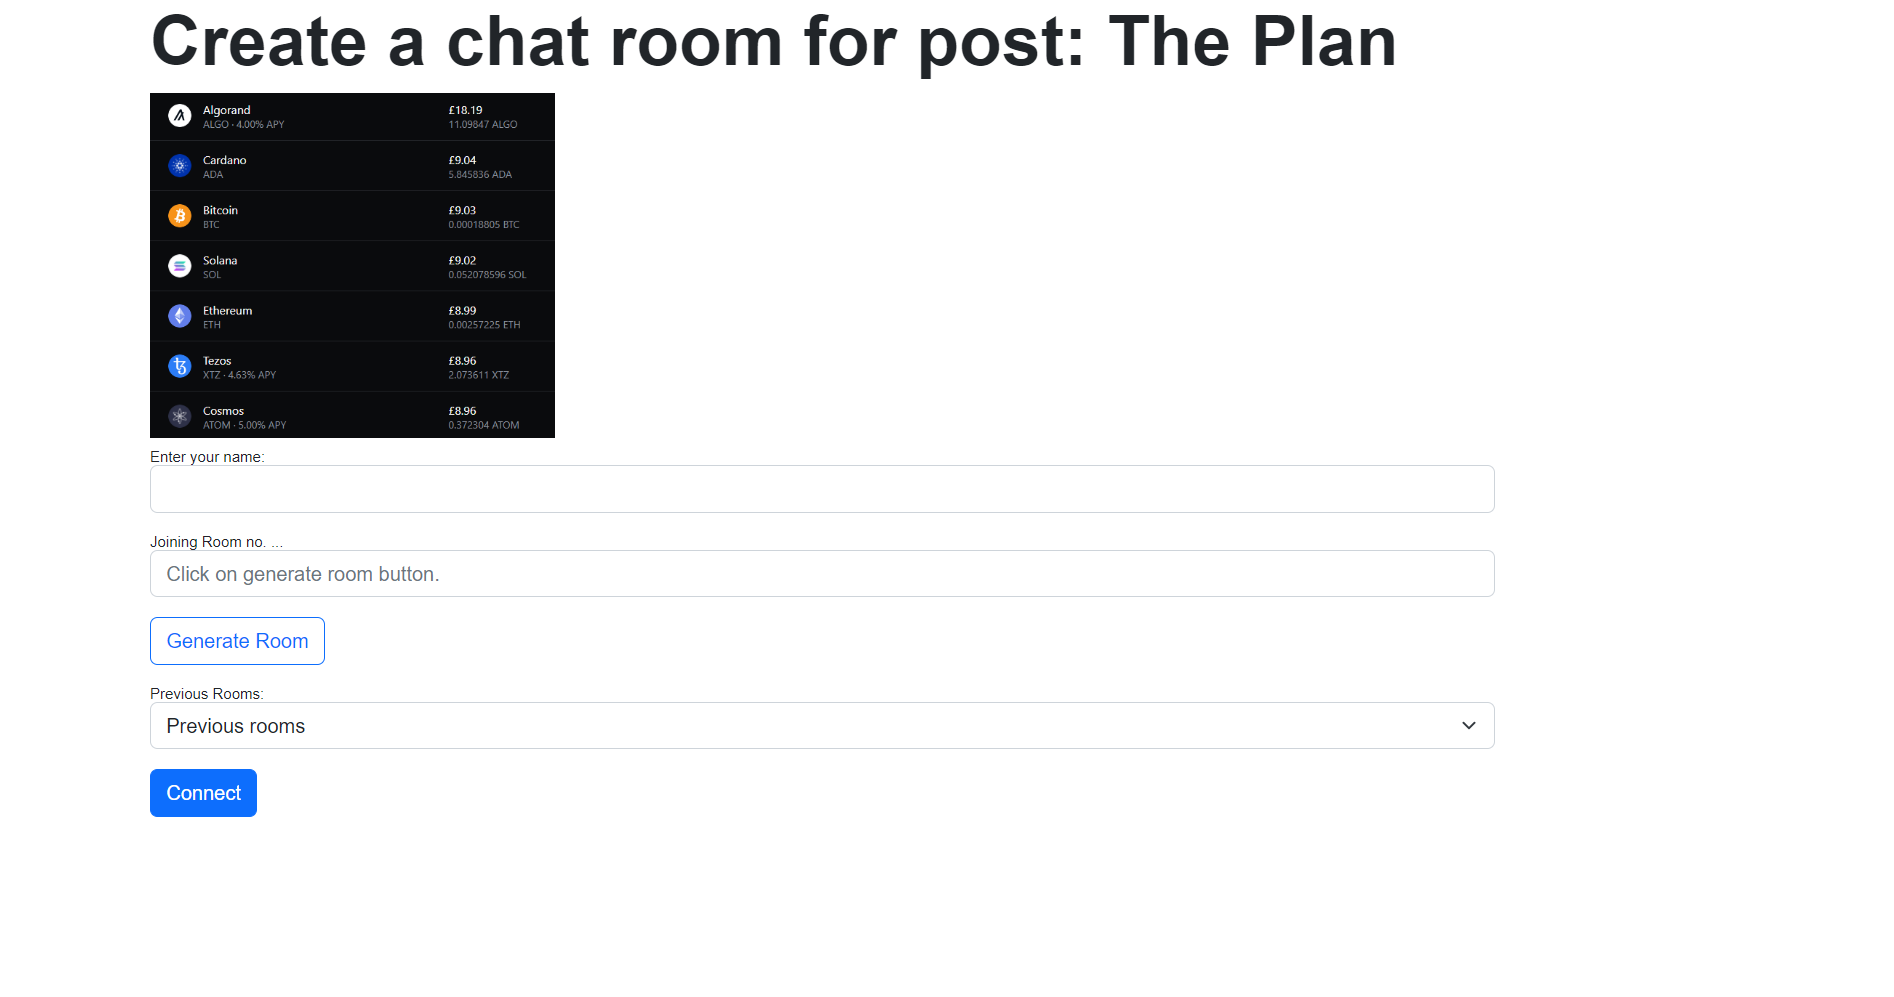 Create a chat room for post: The Plan
Algorand £18.19
ALGO · 4.00% APY 11.09847 ALGO
Cardano £9.04
ADA 5.845836 ADA
Bitcoin £9.03
BTC 0.00018805 BTC
Solana £9.02
SOL 0.052078596 SOL
Ethereum £8.99
ETH 0.00257225 ETH
Tezos £8.96
XTZ · 4.63% APY 2.073611 XTZ
Cosmos £8.96
ATOM · 5.00% APY 0.372304 ATOM
Enter your name:
Joining Room no. ...
Click on generate room button.
Generate Room
Previous Rooms:
Previous rooms
Connect